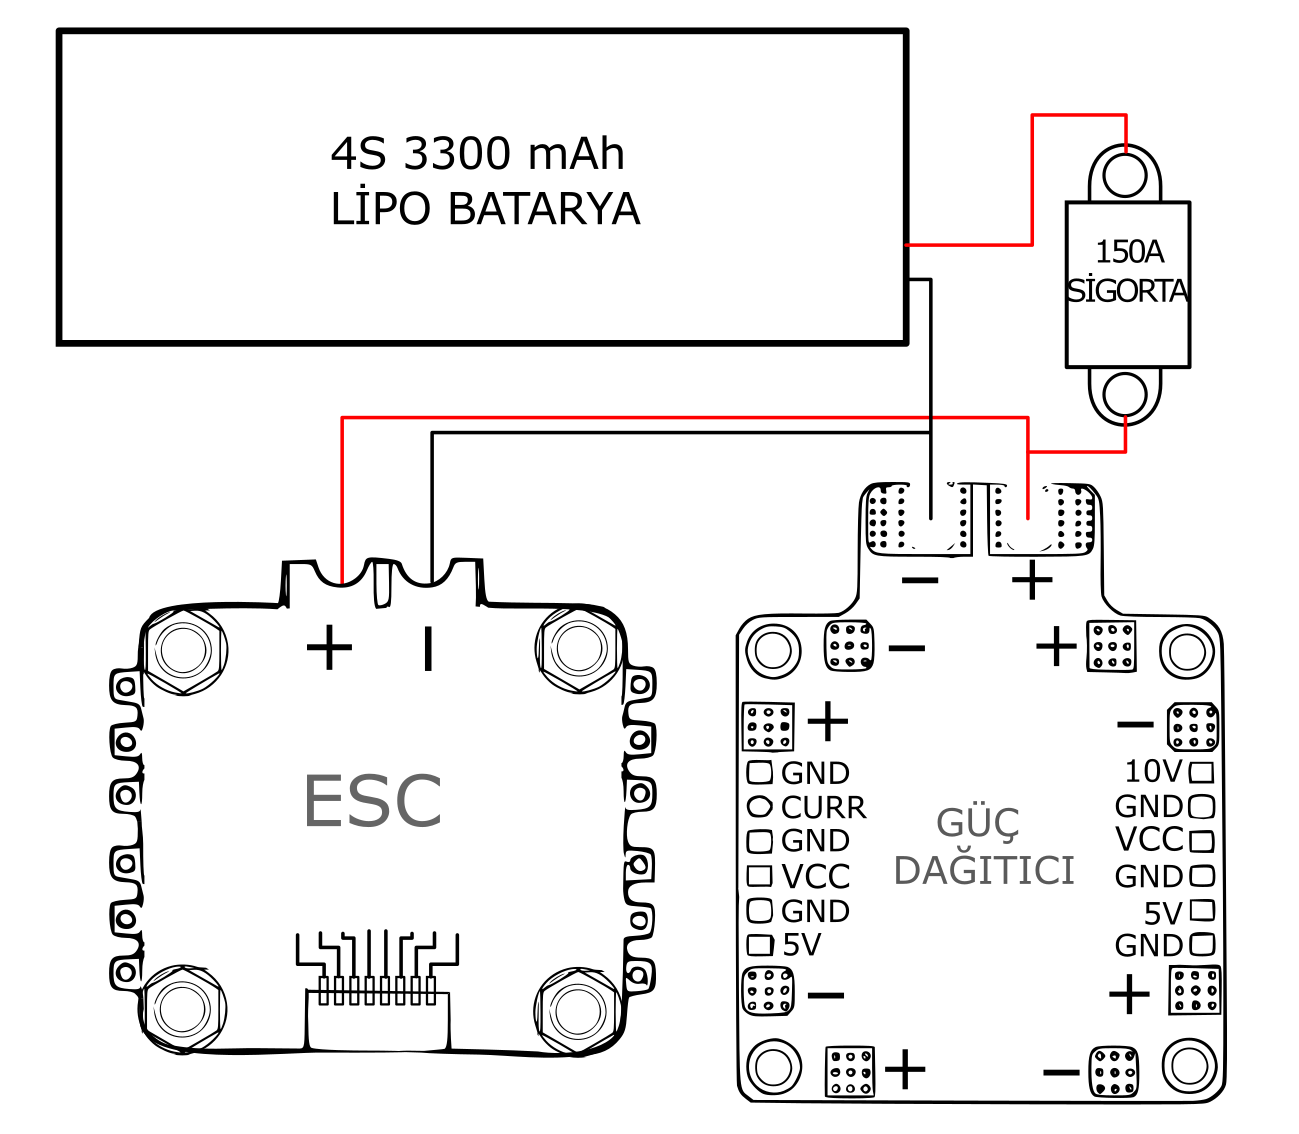 4S 3300 mAh
LİPO BATARYA
150A
SİGORTA
- +
+ -
- +
+ -
ESC
GÜÇ
DAĞITICI
GND
CURR
GND
VCC
GND
5V
10V
GND
VCC
GND
5V
GND
- +
+ -